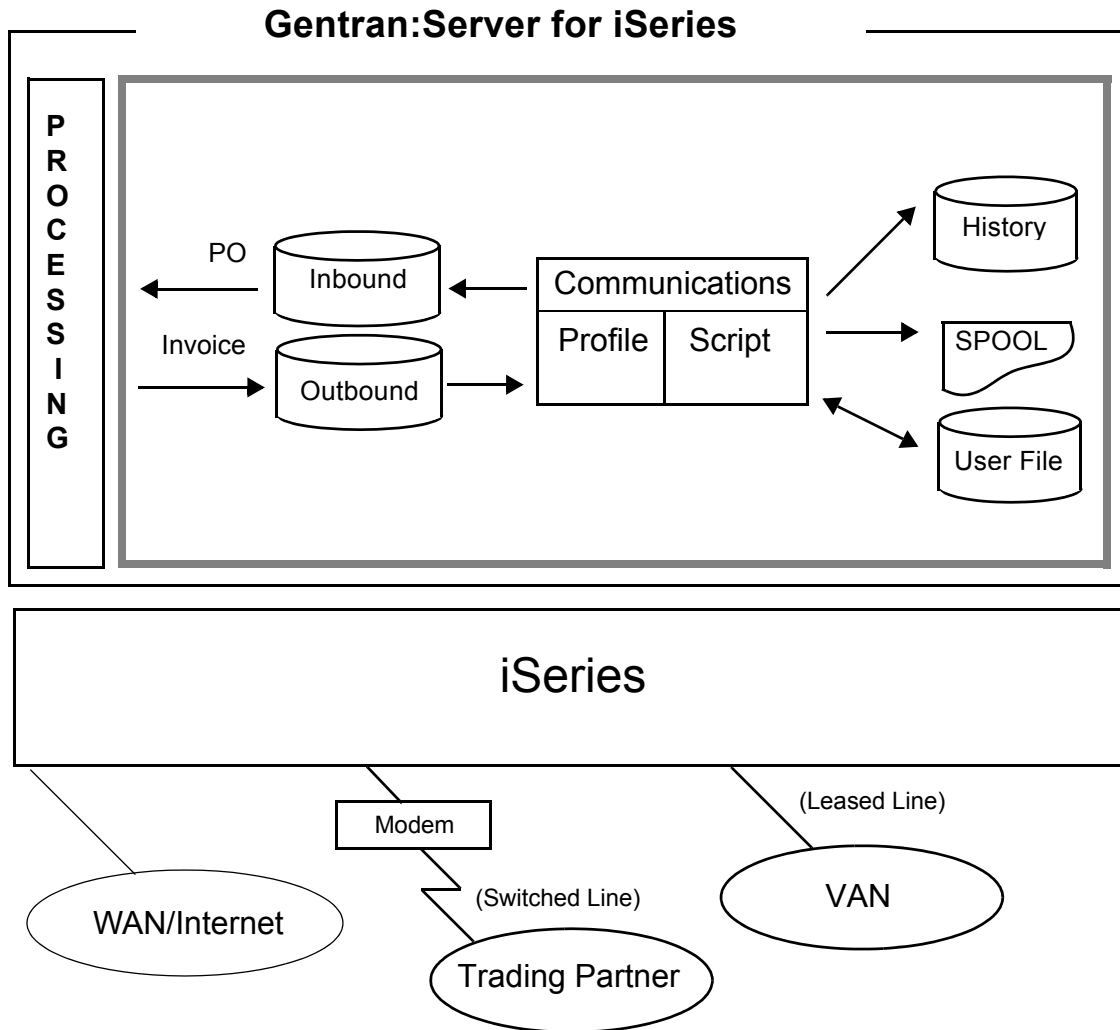 Gentran:Server for iSeries
P
R
O
C
E
S
S
I
N
G
PO
Inbound
Invoice
Outbound
Communications
Profile
Script
History
SPOOL
User File
iSeries
Modem
(Leased Line)
(Switched Line)
WAN/Internet
VAN
Trading Partner